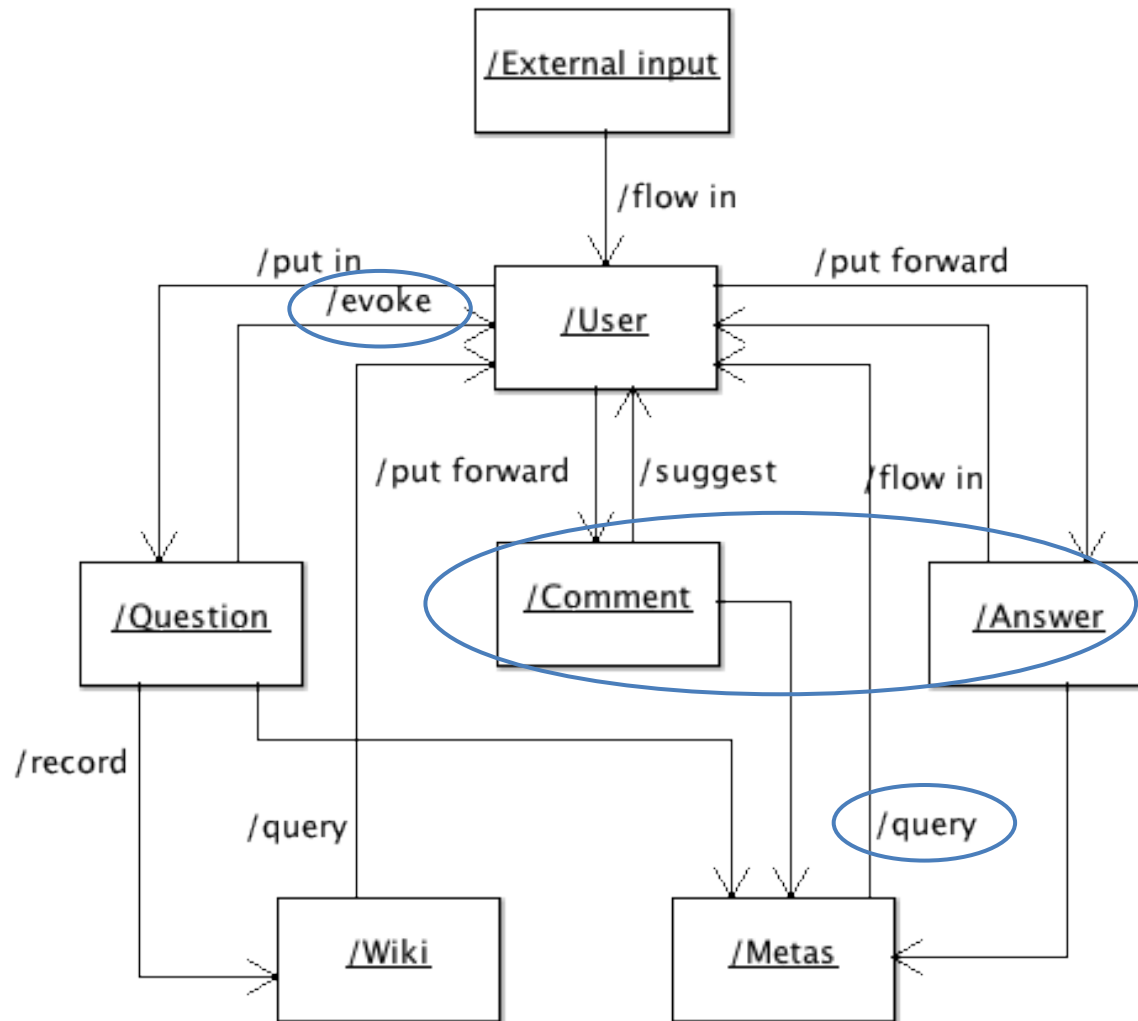 /External input
/flow in
/put in
/put forward
/evoke
/User
/put forward
/suggest
/flow in
/Question
/Comment
/Answer
/record
/query
/query
/Wiki
/Metas